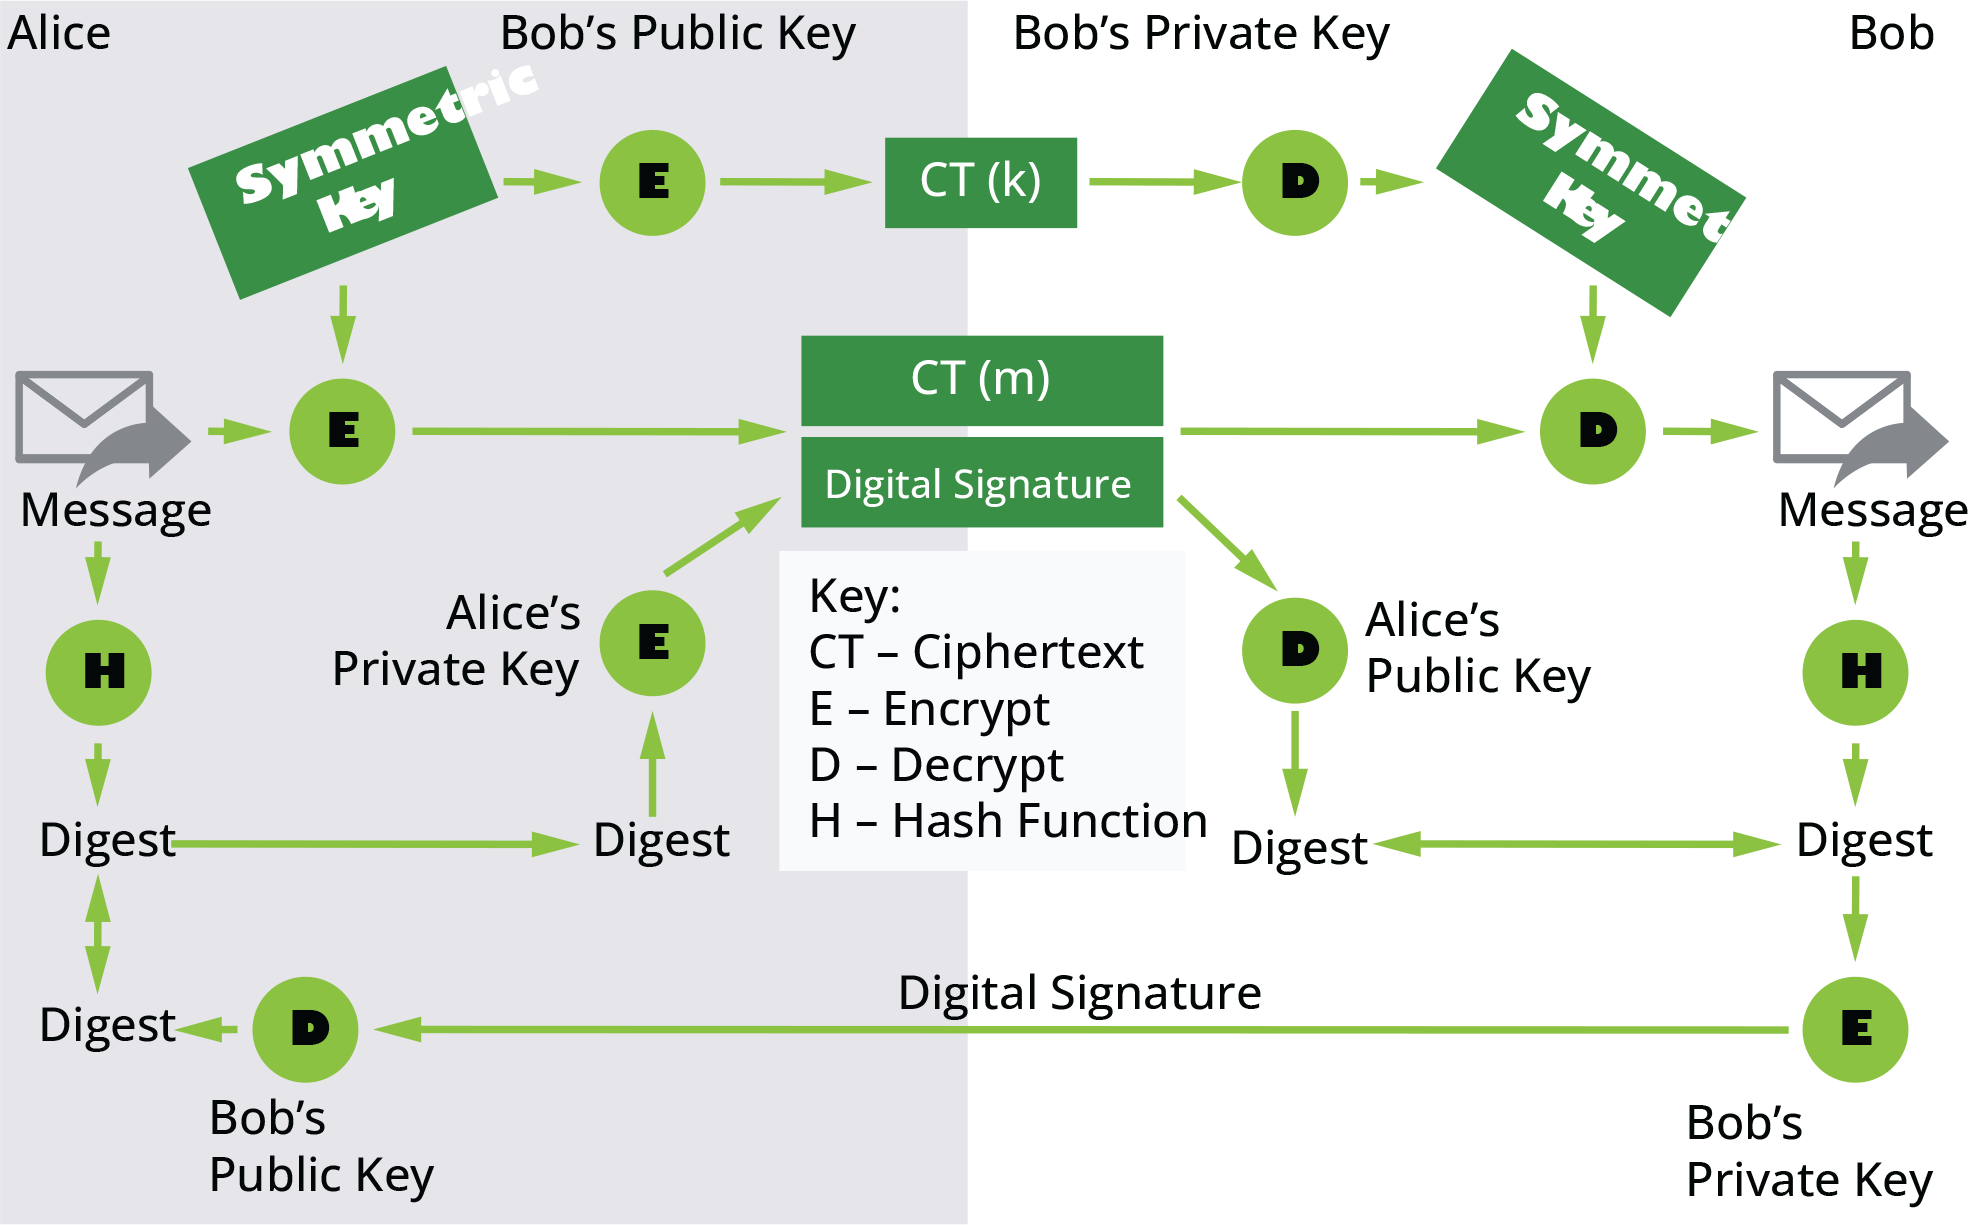 Alice
Bob’s Public Key
Bob’s Private Key
Bob
Symmetric
Key
E
CT (k)
D
Symmet
Key
E
CT (m)
D
Digital Signature
Message
Message
Alice’s
Private Key
E
Key:
CT – Ciphertext
E – Encrypt
D – Decrypt
H – Hash Function
D
Alice’s
Public Key
H
H
Digest
Digest
Digest
Digest
Digest
D
Digital Signature
E
Bob’s
Public Key
Bob’s
Private Key